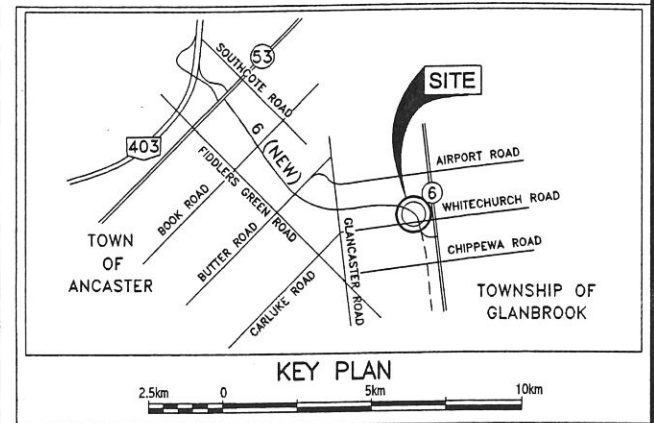 53
SOUTHCOTE ROAD
SITE
403
6 (NEW)
FIDDLERS GREEN ROAD
BOOK ROAD
AIRPORT ROAD
6
WHITECHURCH ROAD
GLANCASTER ROAD
CHIPPEWA ROAD
TOWN
OF
ANCASTER
BUTTER ROAD
CARLUKE ROAD
TOWNSHIP OF
GLANBROOK
KEY PLAN
2.5km 0 5km 10km